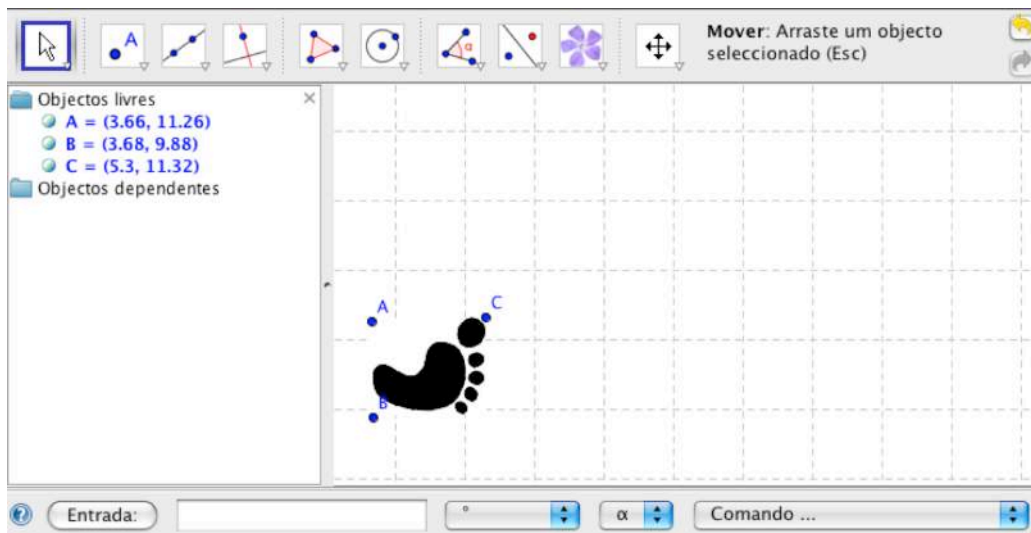 A
α
Mover: Arraste um objecto
seleccionado (Esc)
Objectos livres
A = (3.66, 11.26)
B = (3.68, 9.88)
C = (5.3, 11.32)
Objectos dependentes
A
C
B
Entrada:
°
α
Comando ...